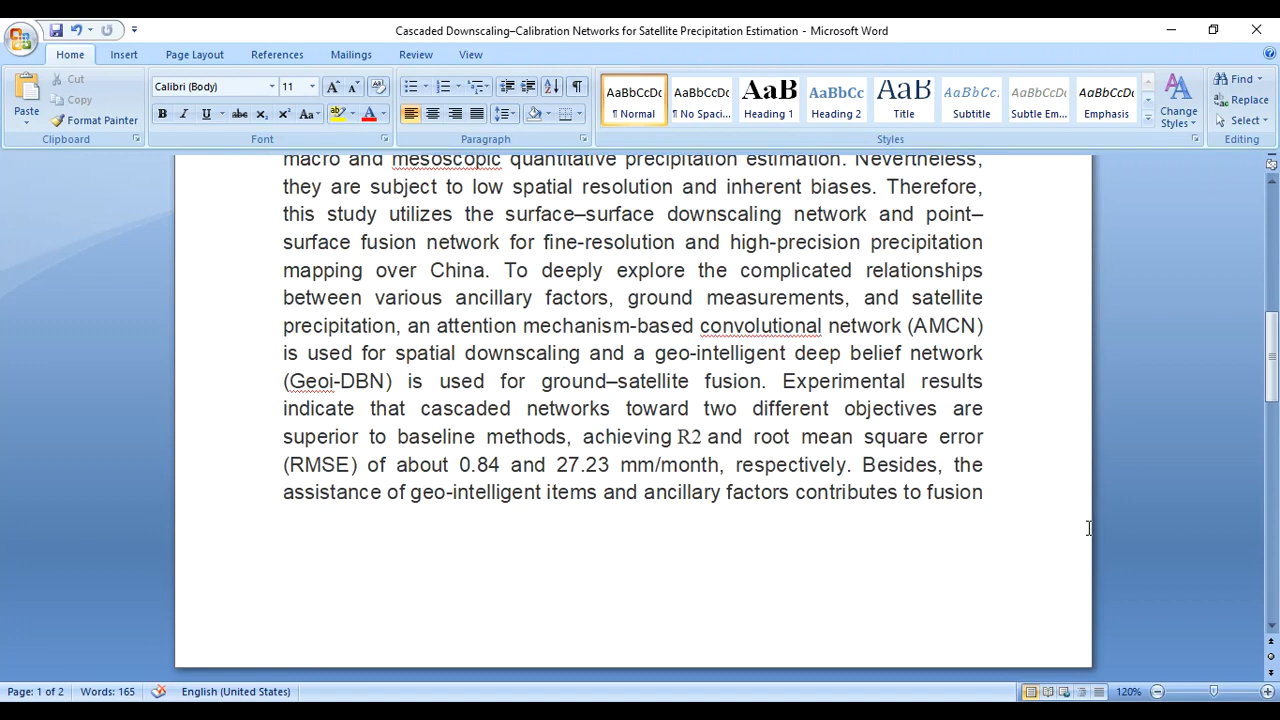 Cascaded Downscaling–Calibration Networks for Satellite Precipitation Estimation - Microsoft Word
Home Insert Page Layout References Mailings Review View
Paste
Cut
Copy
Format Painter
Clipboard
Calibri (Body) 11
Font
Paragraph
AaBbCcDc AaBbCcDc AaB AaBbCc AaB AaBbCc. AaBbCcDc AaBbCcDc
¶ Normal ¶ No Spaci... Heading 1 Heading 2 Title Subtitle Subtle Em... Emphasis
Change Styles
Styles
Find
Replace
Select
Editing
macro and mesoscopic quantitative precipitation estimation. Nevertheless,
they are subject to low spatial resolution and inherent biases. Therefore,
this study utilizes the surface–surface downscaling network and point–
surface fusion network for fine-resolution and high-precision precipitation
mapping over China. To deeply explore the complicated relationships
between various ancillary factors, ground measurements, and satellite
precipitation, an attention mechanism-based convolutional network (AMCN)
is used for spatial downscaling and a geo-intelligent deep belief network
(Geoi-DBN) is used for ground–satellite fusion. Experimental results
indicate that cascaded networks toward two different objectives are
superior to baseline methods, achieving R2 and root mean square error
(RMSE) of about 0.84 and 27.23 mm/month, respectively. Besides, the
assistance of geo-intelligent items and ancillary factors contributes to fusion
Page: 1 of 2 Words: 165 English (United States) 120%